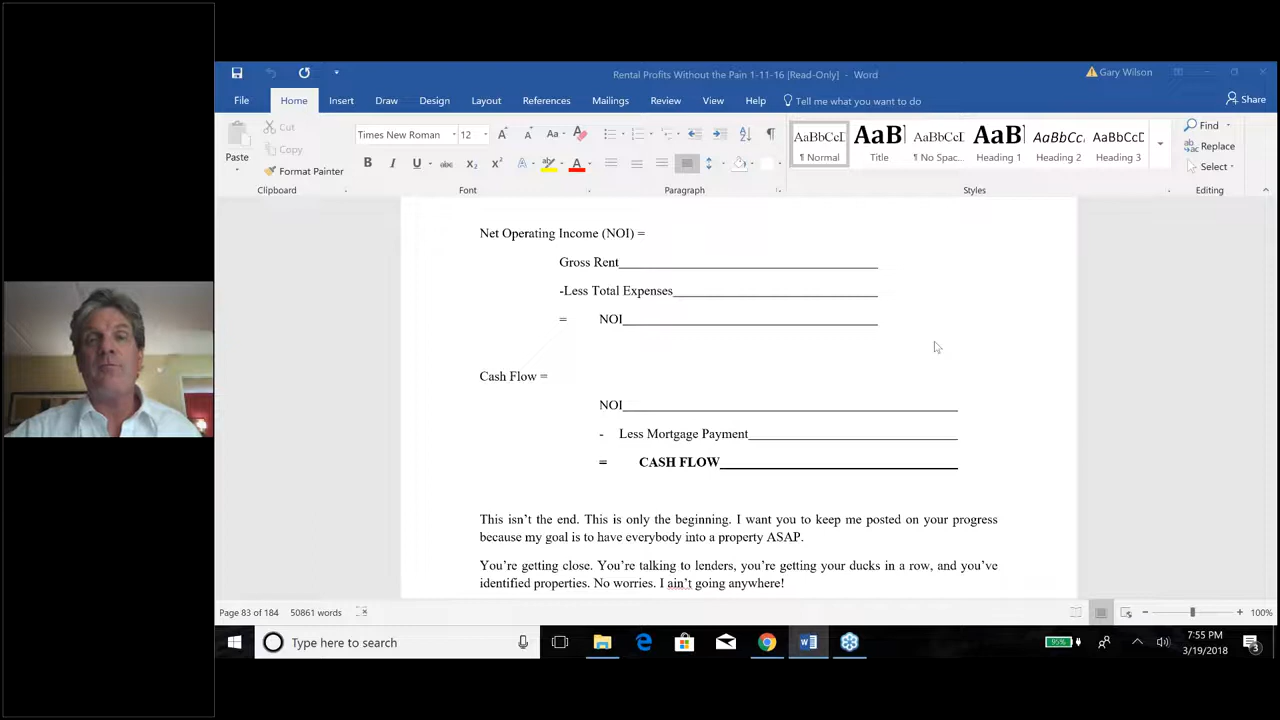 Rental Profits Without the Pain 1-11-16 [Read-Only] - Word
Gary Wilson
File Home Insert Draw Design Layout References Mailings Review View Help Tell me what you want to do Share
Paste
Cut
Copy
Format Painter
Clipboard
Times New Roman 12
Font
Paragraph
AaBbCcD AaB AaBbCcD AaBb AaBbCc AaBbCcD
¶ Normal Title ¶ No Spac... Heading 1 Heading 2 Heading 3
Styles
Find
Replace
Select
Editing
Net Operating Income (NOI) =
Gross Rent
-Less Total Expenses
= NOI
Cash Flow =
NOI
- Less Mortgage Payment
= CASH FLOW
This isn’t the end. This is only the beginning. I want you to keep me posted on your progress
because my goal is to have everybody into a property ASAP.
You’re getting close. You’re talking to lenders, you’re getting your ducks in a row, and you’ve
identified properties. No worries. I ain’t going anywhere!
Page 83 of 184 50861 words 100%
Type here to search
95%
7:55 PM
3/19/2018
3